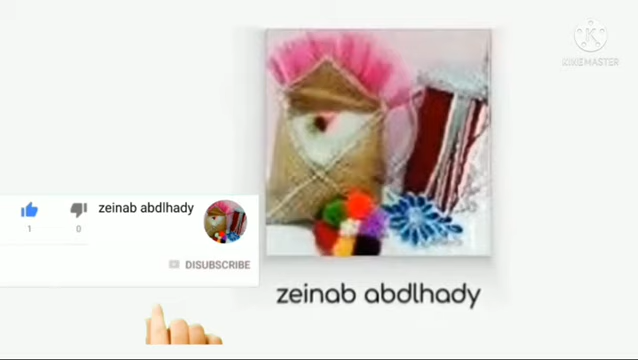 KINEMASTER
zeinab abdlhady
1
0
DISUBSCRIBE
zeinab abdlhady